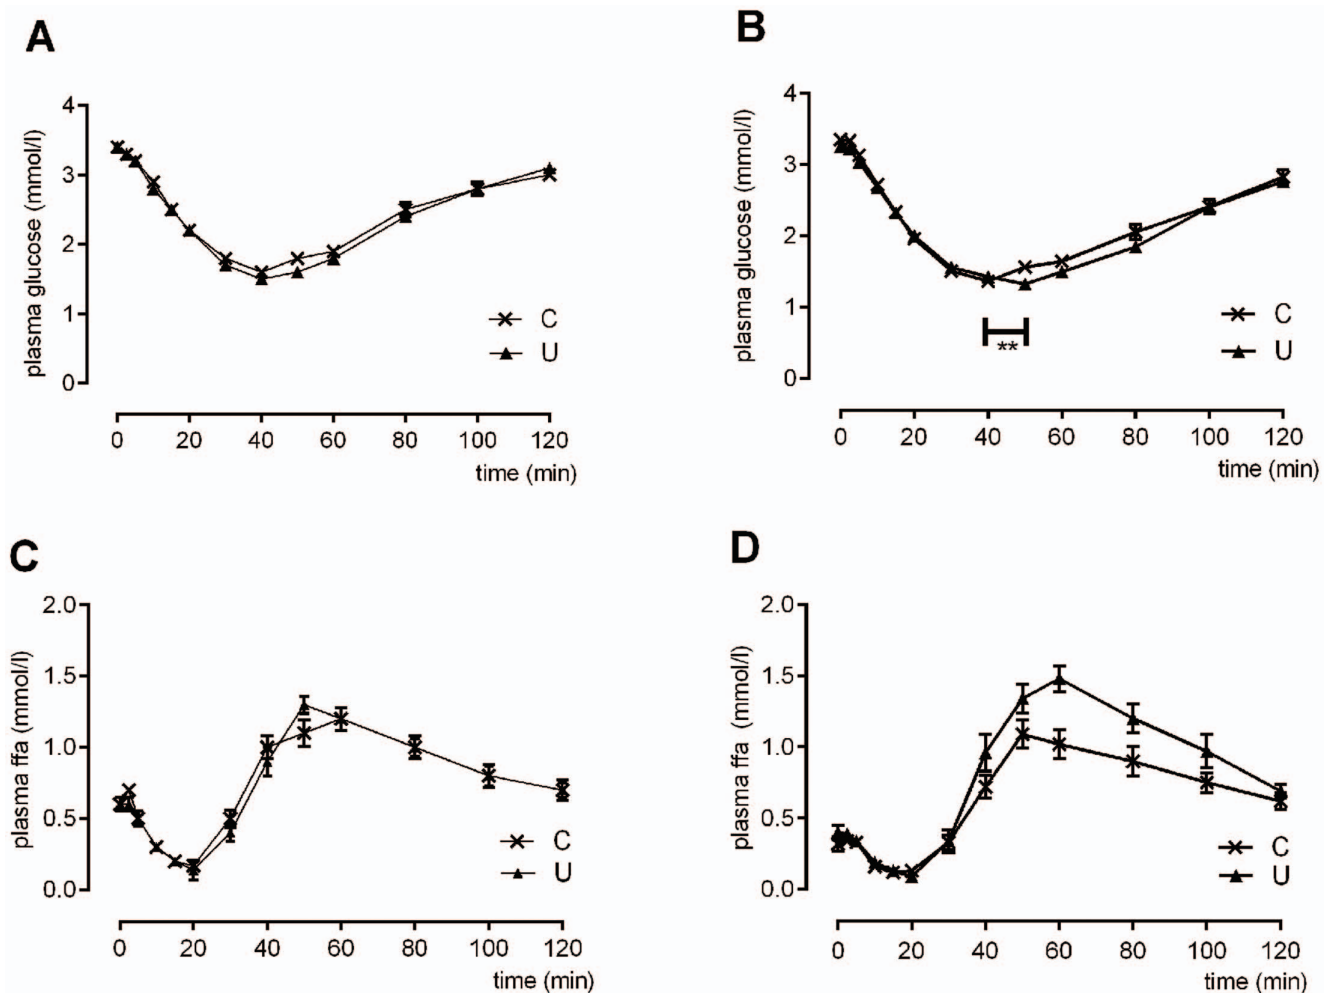 A
plasma glucose (mmol/l)
4
3
2
1
0
C
U
0 20 40 60 80 100 120
time (min)
B
plasma glucose (mmol/l)
4
3
2
1
0
**
C
U
0 20 40 60 80 100 120
time (min)
C
plasma ffa (mmol/l)
2.0
1.5
1.0
0.5
0.0
C
U
0 20 40 60 80 100 120
time (min)
D
plasma ffa (mmol/l)
2.0
1.5
1.0
0.5
0.0
C
U
0 20 40 60 80 100 120
time (min)